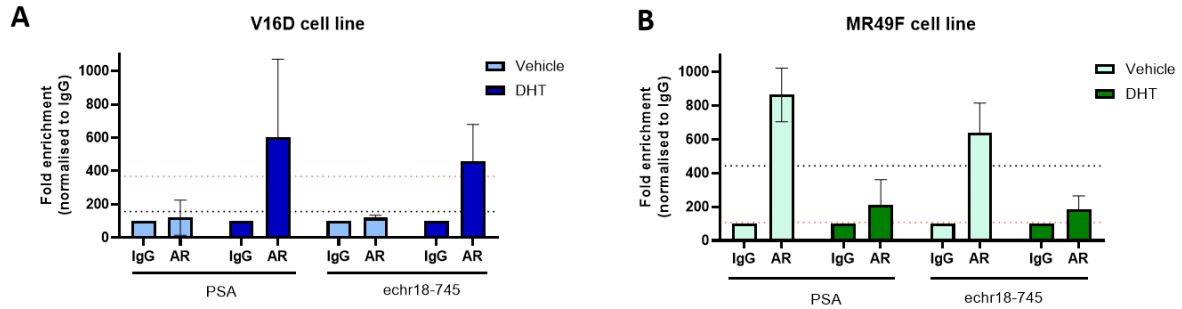 A
V16D cell line
Fold enrichment
(normalised to IgG)
1000
800
600
400
200
0
IgG AR IgG AR IgG AR IgG AR
PSA echr18-745
Vehicle
DHT
B
MR49F cell line
Fold enrichment
(normalised to IgG)
1000
800
600
400
200
0
IgG AR IgG AR IgG AR IgG AR
PSA echr18-745
Vehicle
DHT